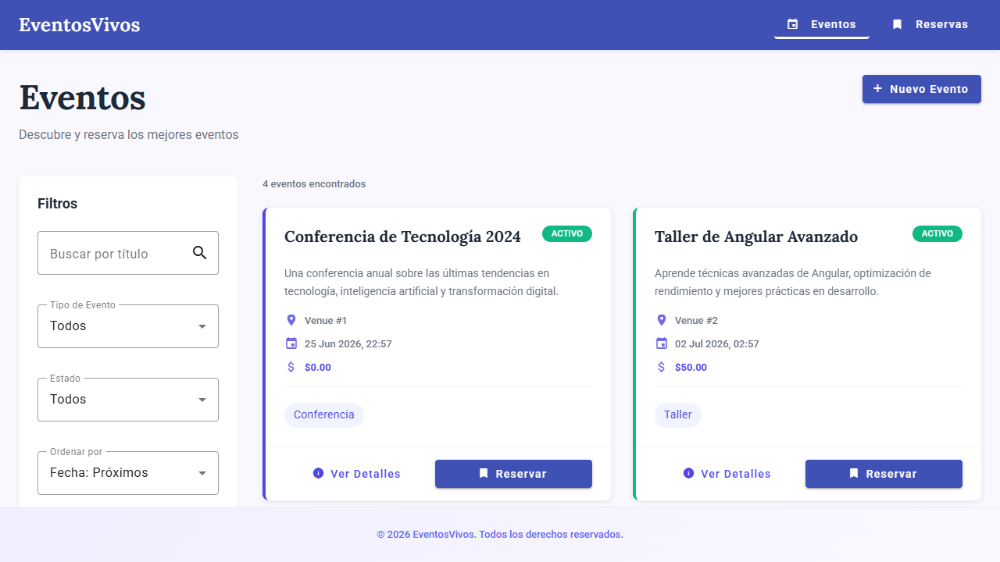 EventosVivos
Eventos
Reservas
Eventos
Descubre y reserva los mejores eventos
+ Nuevo Evento
Filtros
Buscar por título
Tipo de Evento
Todos
Estado
Todos
Ordenar por
Fecha: Próximos
4 eventos encontrados
Conferencia de Tecnología 2024
ACTIVO
Una conferencia anual sobre las últimas tendencias en
tecnología, inteligencia artificial y transformación digital.
Venue #1
25 Jun 2026, 22:57
$0.00
Conferencia
Ver Detalles
Reservar
Taller de Angular Avanzado
ACTIVO
Aprende técnicas avanzadas de Angular, optimización de
rendimiento y mejores prácticas en desarrollo.
Venue #2
02 Jul 2026, 02:57
$50.00
Taller
Ver Detalles
Reservar
© 2026 EventosVivos. Todos los derechos reservados.